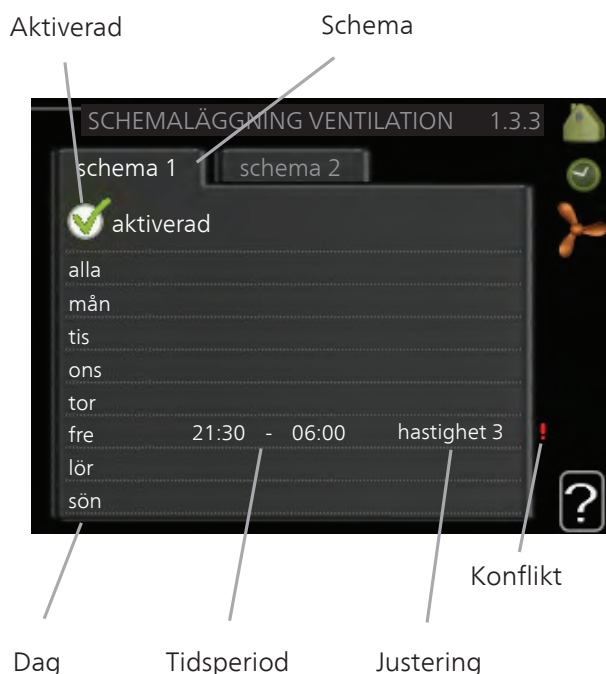 Aktiverad Schema
SCHEMALÄGGNING VENTILATION 1.3.3
schema 1 schema 2
aktiverad
alla
mån
tis
ons
tor
fre 21:30 - 06:00 hastighet 3 !
lör
sön
?
Konflikt
Dag Tidsperiod Justering